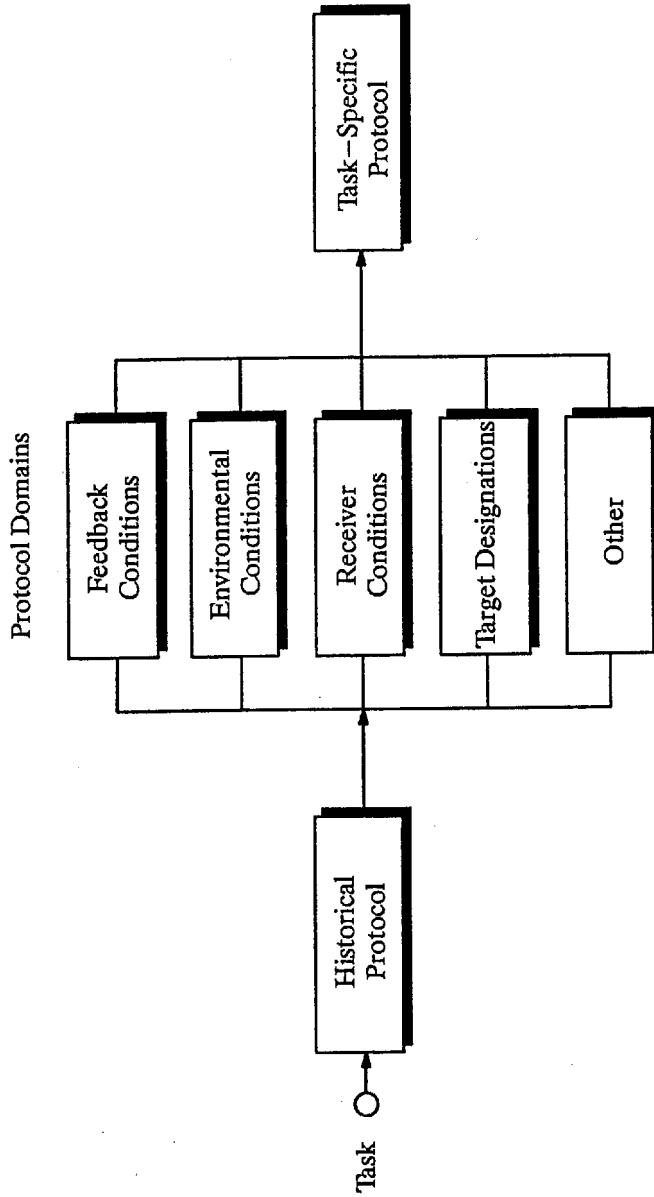 Protocol Domains
Task
Historical
Protocol
Feedback
Conditions
Environmental
Conditions
Receiver
Conditions
Target Designations
Other
Task–Specific
Protocol